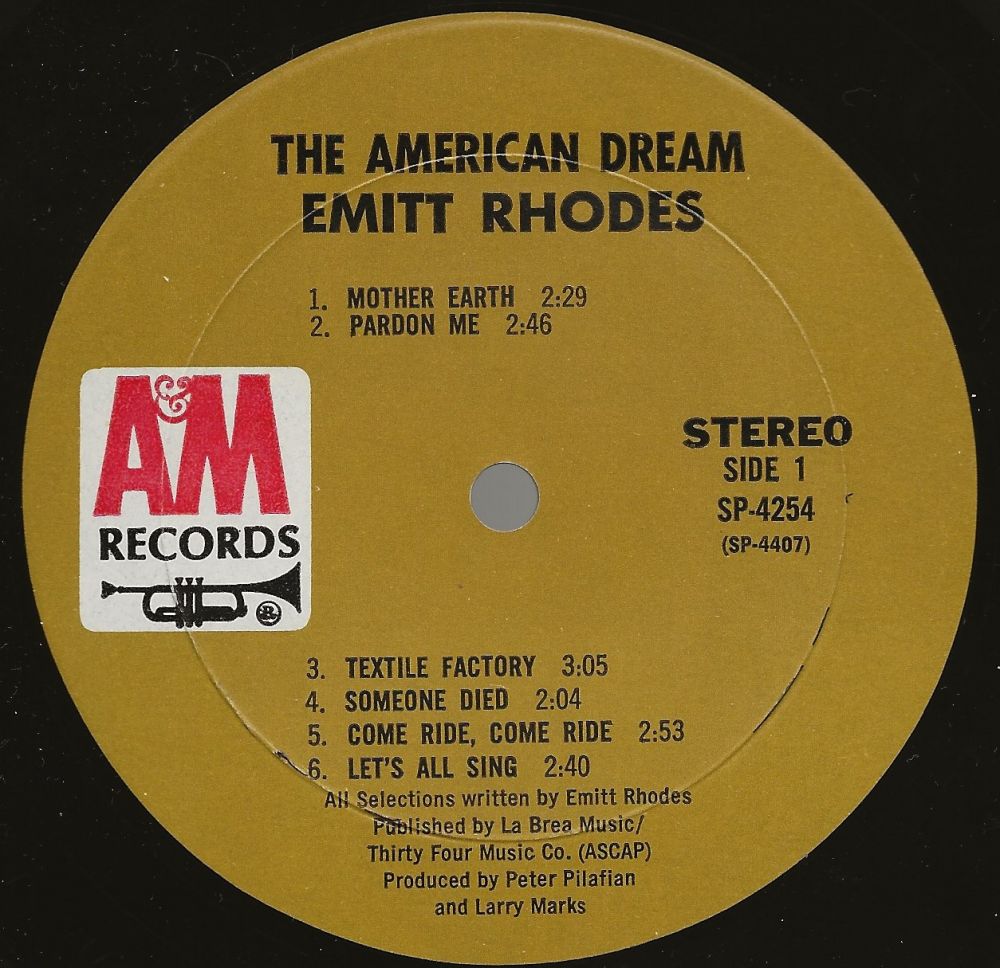 THE AMERICAN DREAM
EMITT RHODES
1. MOTHER EARTH 2:29
2. PARDON ME 2:46
A&M
RECORDS
®
STEREO
SIDE 1
SP-4254
(SP-4407)
3. TEXTILE FACTORY 3:05
4. SOMEONE DIED 2:04
5. COME RIDE, COME RIDE 2:53
6. LET'S ALL SING 2:40
All Selections written by Emitt Rhodes
Published by La Brea Music/
Thirty Four Music Co. (ASCAP)
Produced by Peter Pilafian
and Larry Marks